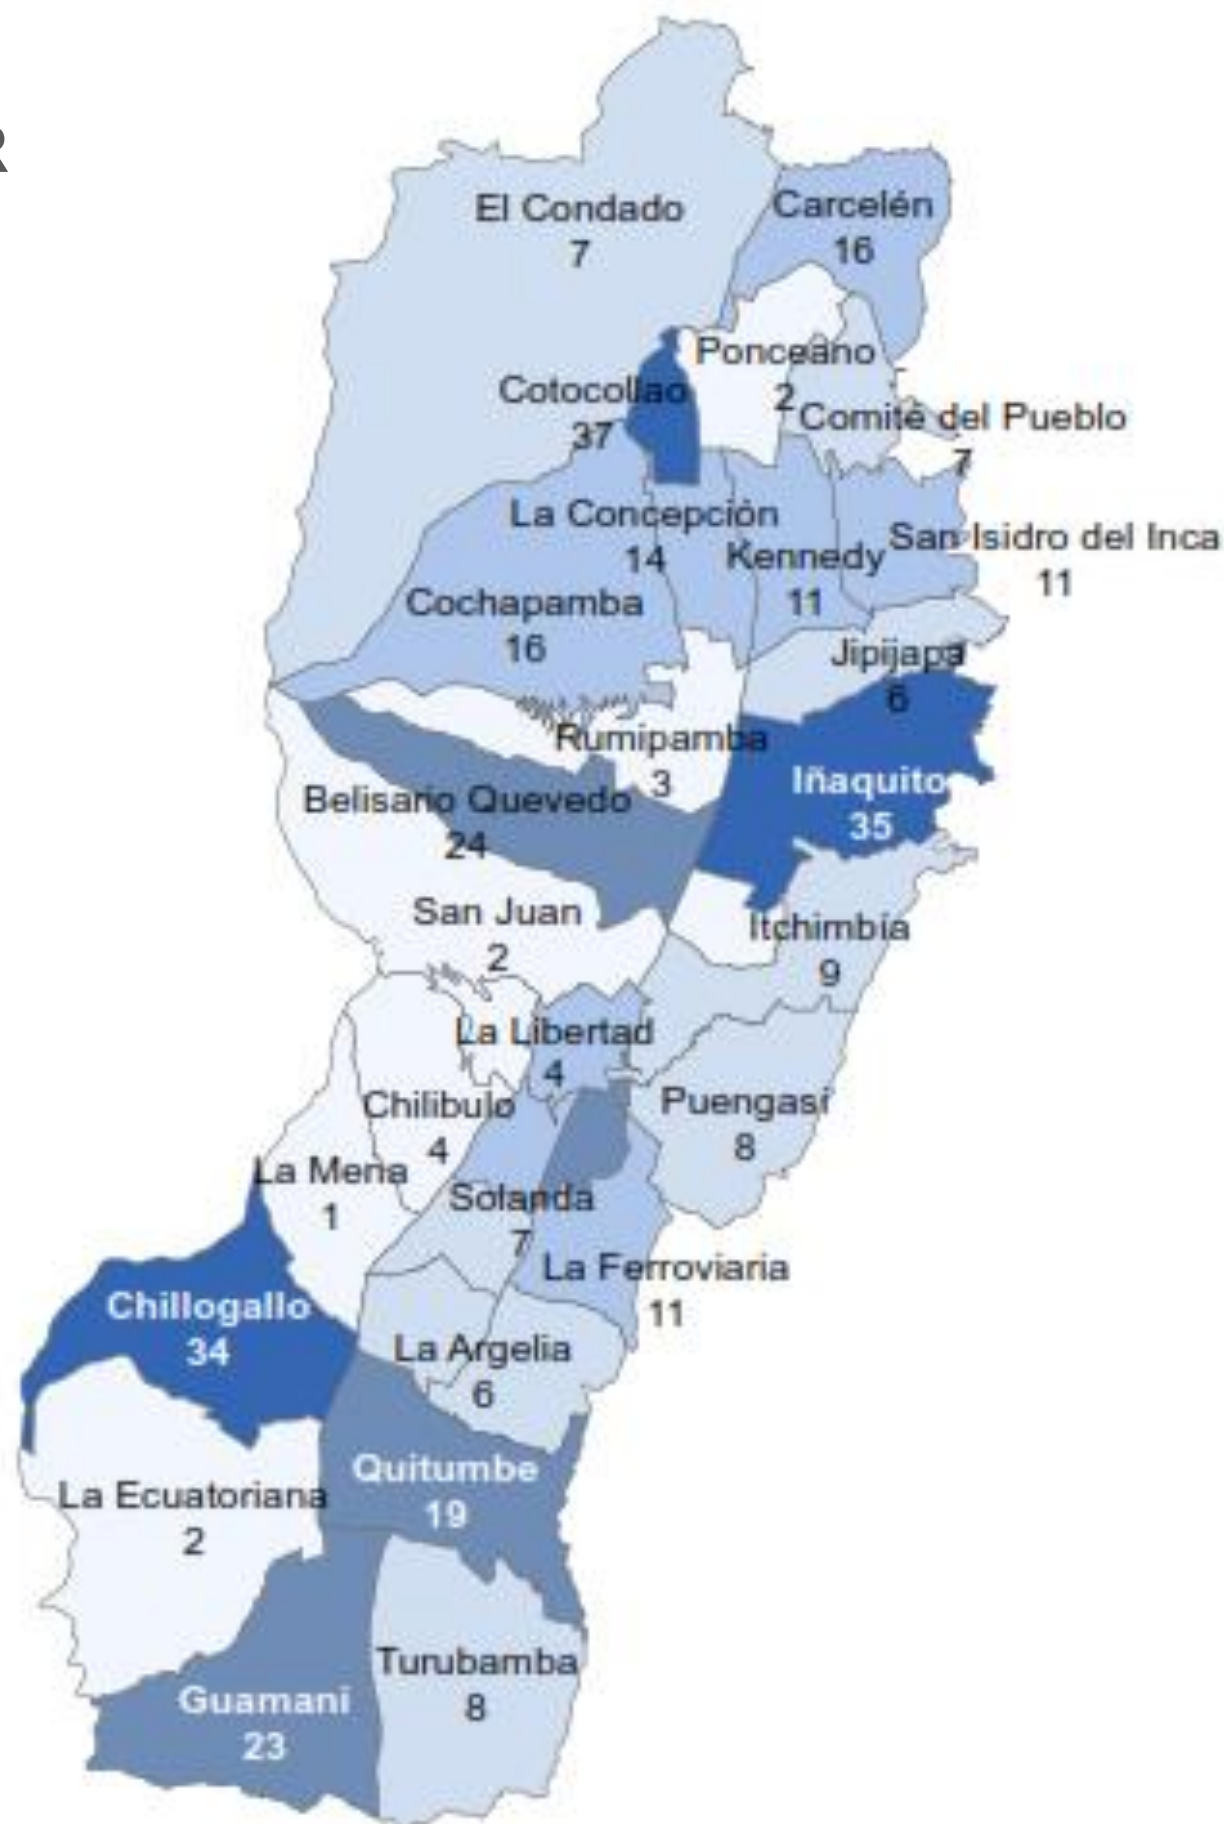 R
El Condado
7
Carcelén
16
Ponceano
2
Cotocollao
37
Comité del Pueblo
7
La Concepción
14
Kennedy
11
San Isidro del Inca
11
Cochapamba
16
Jipijapa
6
Rumipamba
3
Iñaquito
35
Belisario Quevedo
24
San Juan
2
Itchimbía
9
La Libertad
4
Chilibulo
4
Puengasí
8
La Mena
1
Solanda
7
La Ferroviaria
11
Chillogallo
34
La Argelia
6
Quitumbe
19
La Ecuatoriana
2
Turubamba
8
Guamaní
23